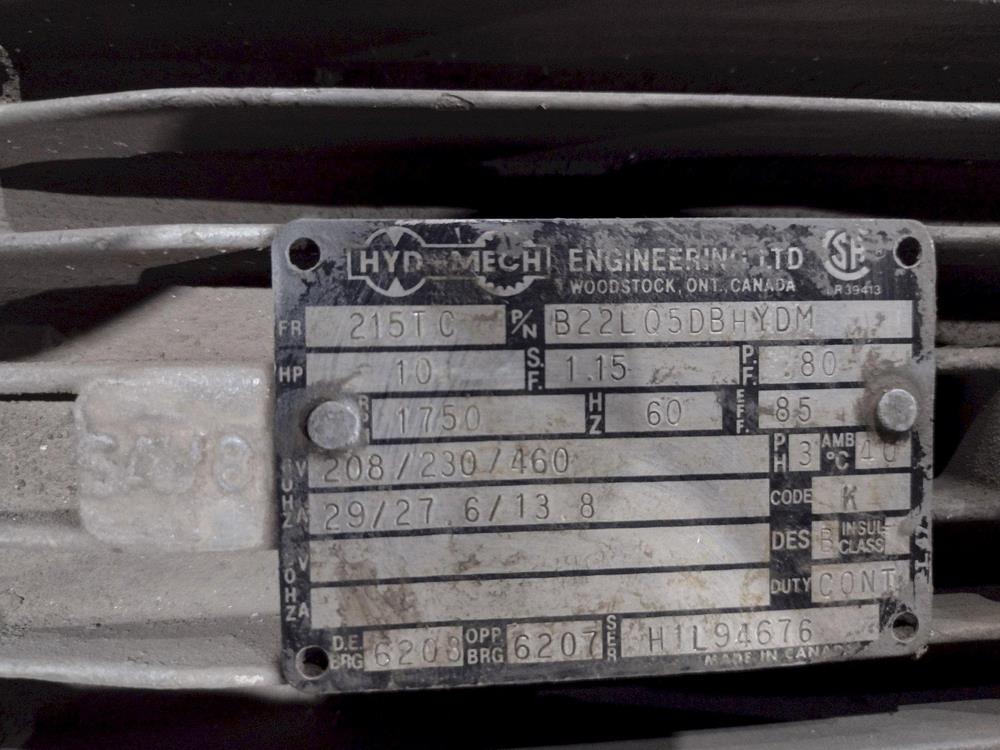 HYD-MECH ENGINEERING LTD
WOODSTOCK, ONT., CANADA
LR39413
FR 215TC P/N B22LQ5DBHYDM
HP 10 S.F. 1.15 P.F. .80
1750 HZ 60 EFF. 85
V 208/230/460 PH 3 AMB °C 40
A 29/27.6/13.8 CODE K
V DES B INSUL CLASS
A DUTY CONT
D.E. BRG 6208 OPP BRG 6207 SER H1L94676
MADE IN CANADA